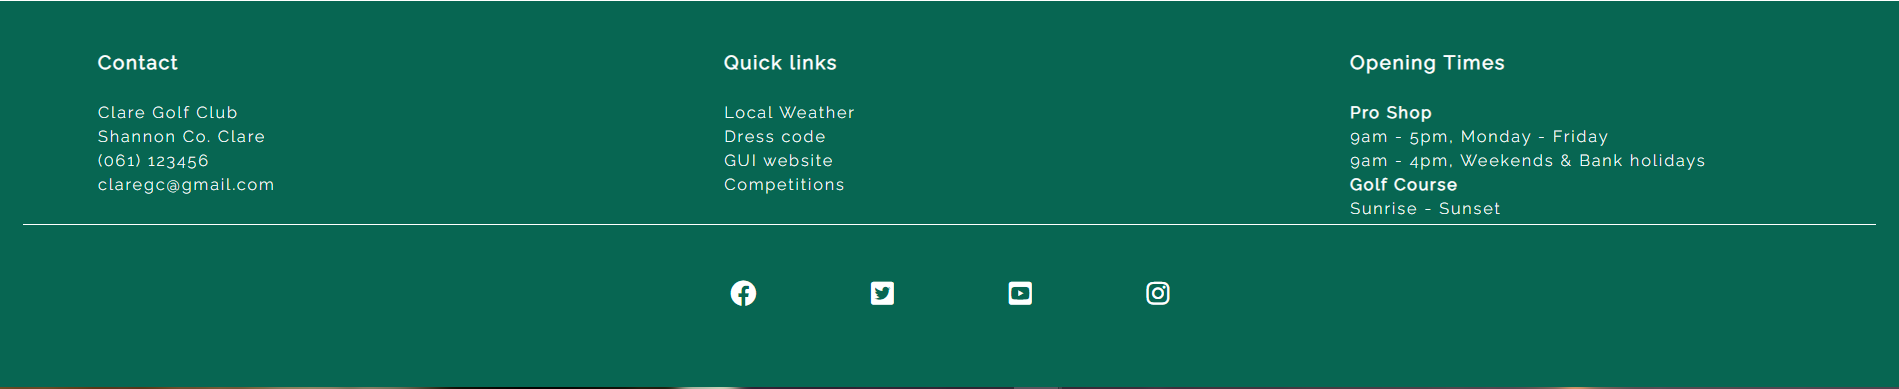 Contact
Clare Golf Club
Shannon Co. Clare
(061) 123456
claregc@gmail.com
Quick links
Local Weather
Dress code
GUI website
Competitions
Opening Times
Pro Shop
9am - 5pm, Monday - Friday
9am - 4pm, Weekends & Bank holidays
Golf Course
Sunrise - Sunset